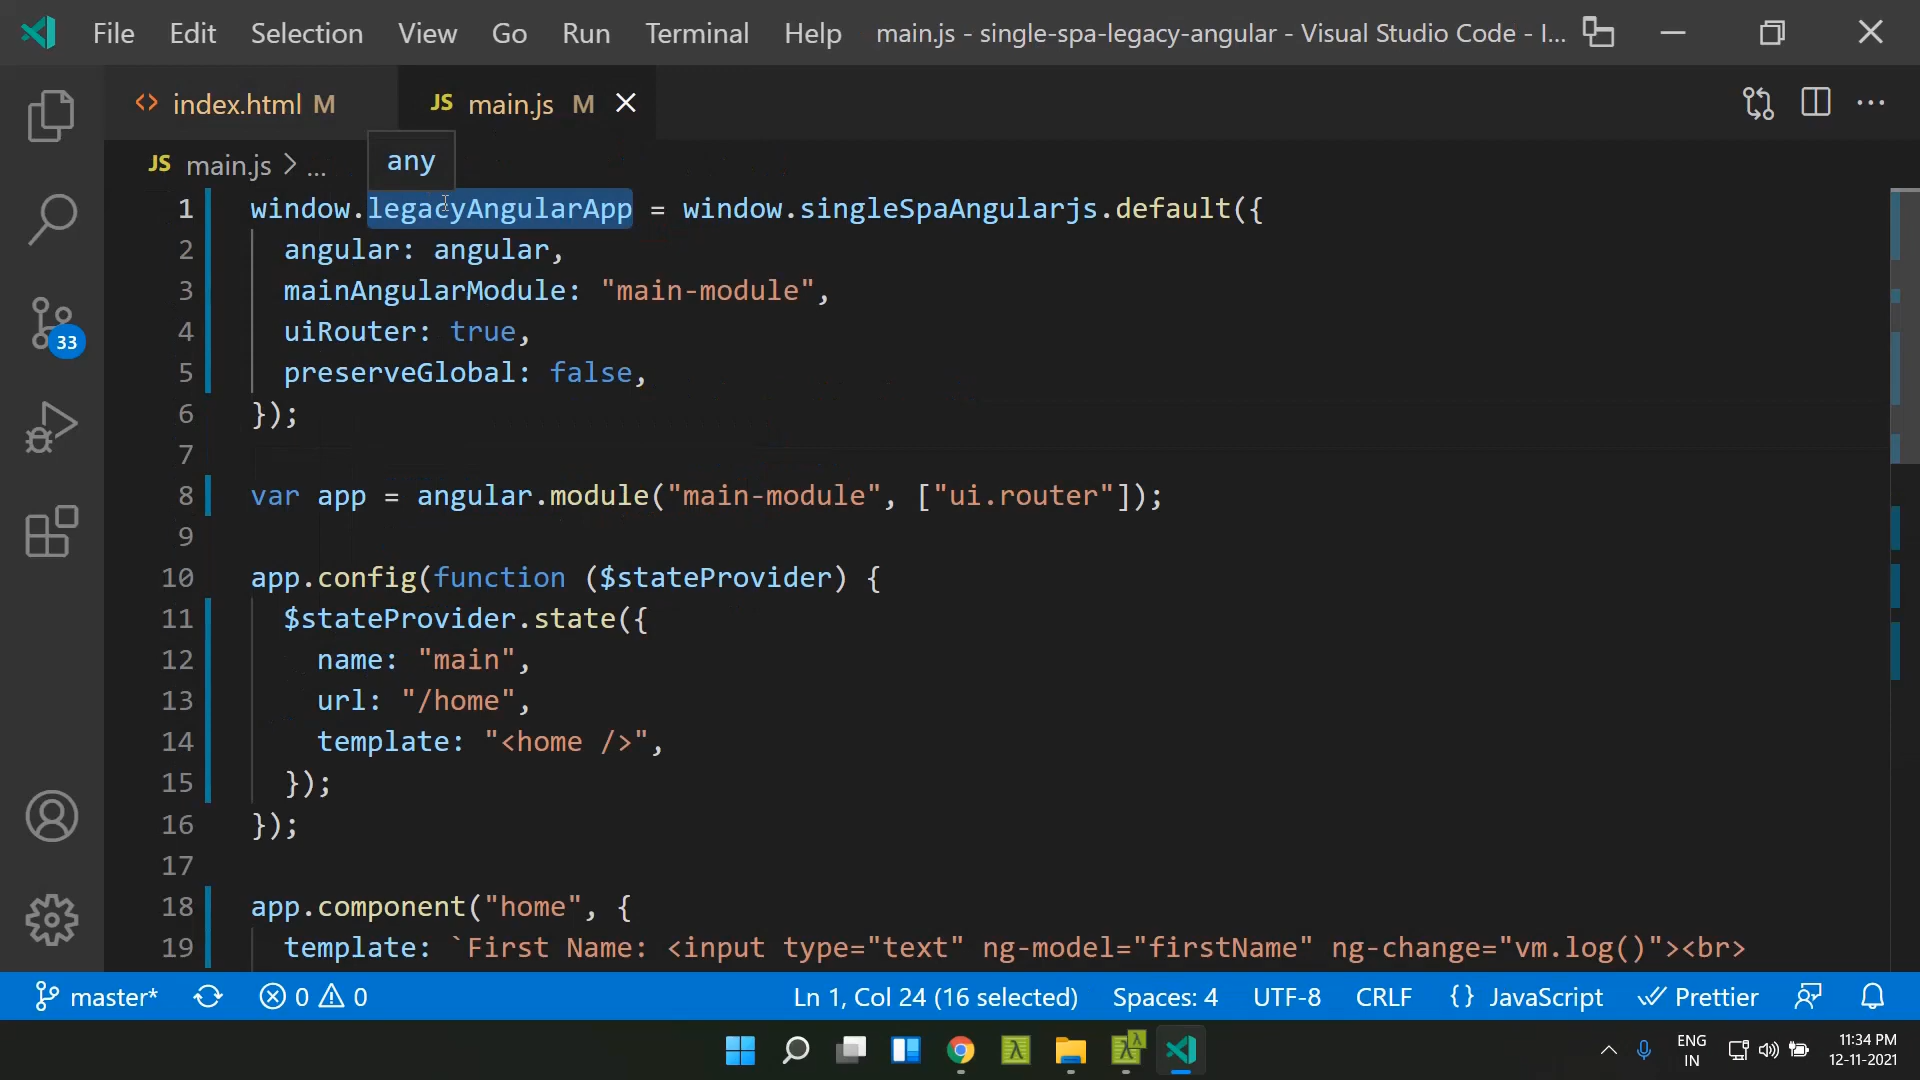 File Edit Selection View Go Run Terminal Help main.js - single-spa-legacy-angular - Visual Studio Code - I...
index.html M JS main.js M
JS main.js > ...
any
1 window.legacyAngularApp = window.singleSpaAngularjs.default({
2 angular: angular,
3 mainAngularModule: "main-module",
4 uiRouter: true,
5 preserveGlobal: false,
6 });
7
8 var app = angular.module("main-module", ["ui.router"]);
9
10 app.config(function ($stateProvider) {
11 $stateProvider.state({
12 name: "main",
13 url: "/home",
14 template: "<home />",
15 });
16 });
17
18 app.component("home", {
19 template: `First Name: <input type="text" ng-model="firstName" ng-change="vm.log()"><br>
33
master* 0 0 Ln 1, Col 24 (16 selected) Spaces: 4 UTF-8 CRLF {} JavaScript Prettier
ENG
IN
11:34 PM
12-11-2021